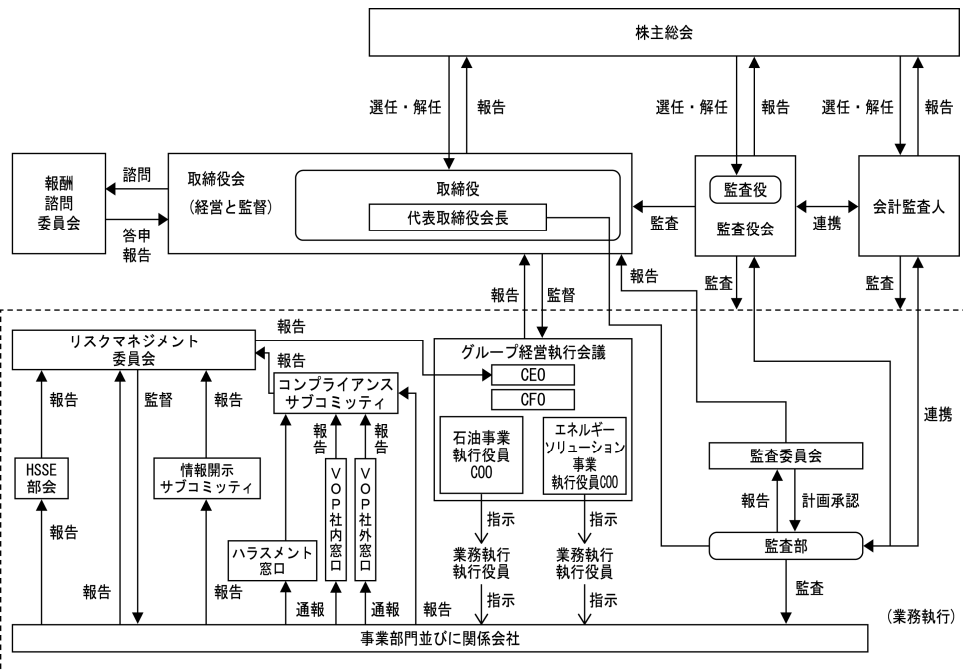 株主総会
選任・解任
報告
選任・解任
報告
選任・解任
報告
報酬
諮問
委員会
諮問
答申
報告
取締役会
(経営と監督)
取締役
代表取締役会長
監査
監査役
監査役会
連携
会計監査人
報告
監督
報告
監査
監査
リスクマネジメント
委員会
報告
報告
コンプライアンス
サブコミッティ
グループ経営執行会議
CEO
CFO
石油事業
執行役員
COO
エネルギー
ソリューション
事業
執行役員COO
報告
監督
報告
報告
報告
連携
HSSE
部会
情報開示
サブコミッティ
VOP社内窓口
VOP社外窓口
監査委員会
報告
計画承認
監査部
報告
ハラスメント
窓口
指示
指示
業務執行
執行役員
業務執行
執行役員
報告
報告
通報
通報
報告
指示
指示
監査
(業務執行)
事業部門並びに関係会社